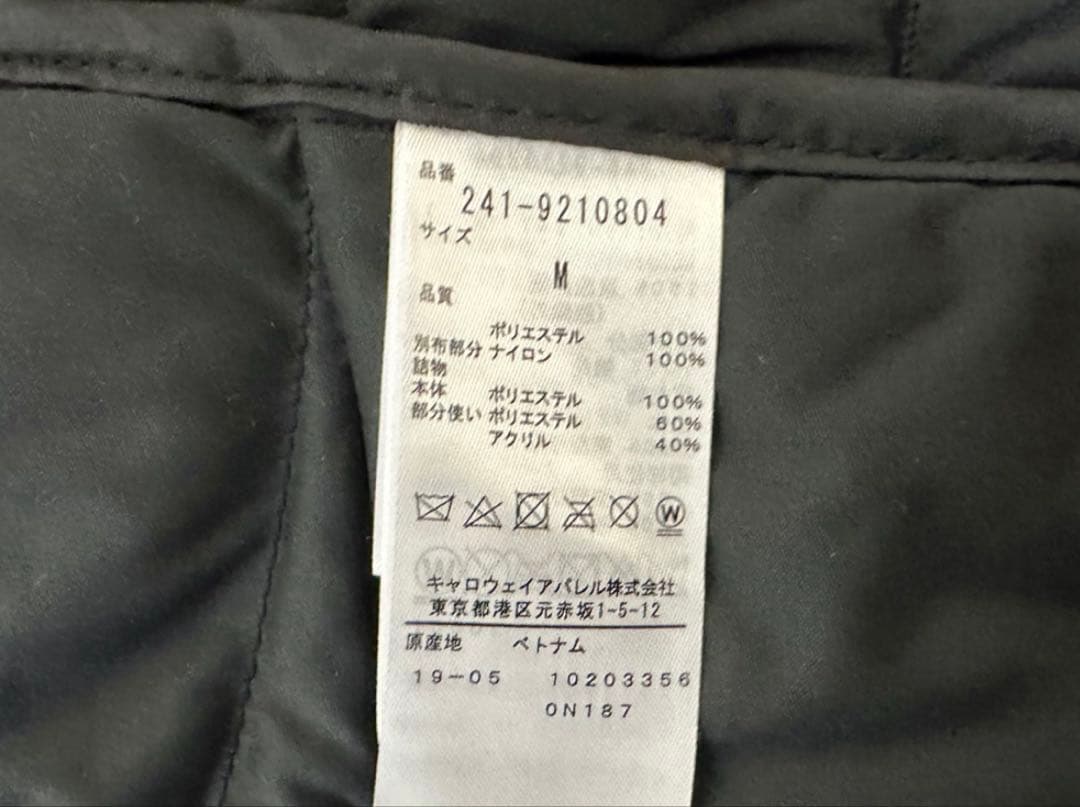 品番
241-9210804
サイズ
M
品質
ポリエステル 100%
別布部分 ナイロン 100%
詰物
本体 ポリエステル 100%
部分使い ポリエステル 60%
アクリル 40%
W
キャロウェイアパレル株式会社
東京都港区元赤坂1-5-12
原産地 ベトナム
19-05 10203356
0N187